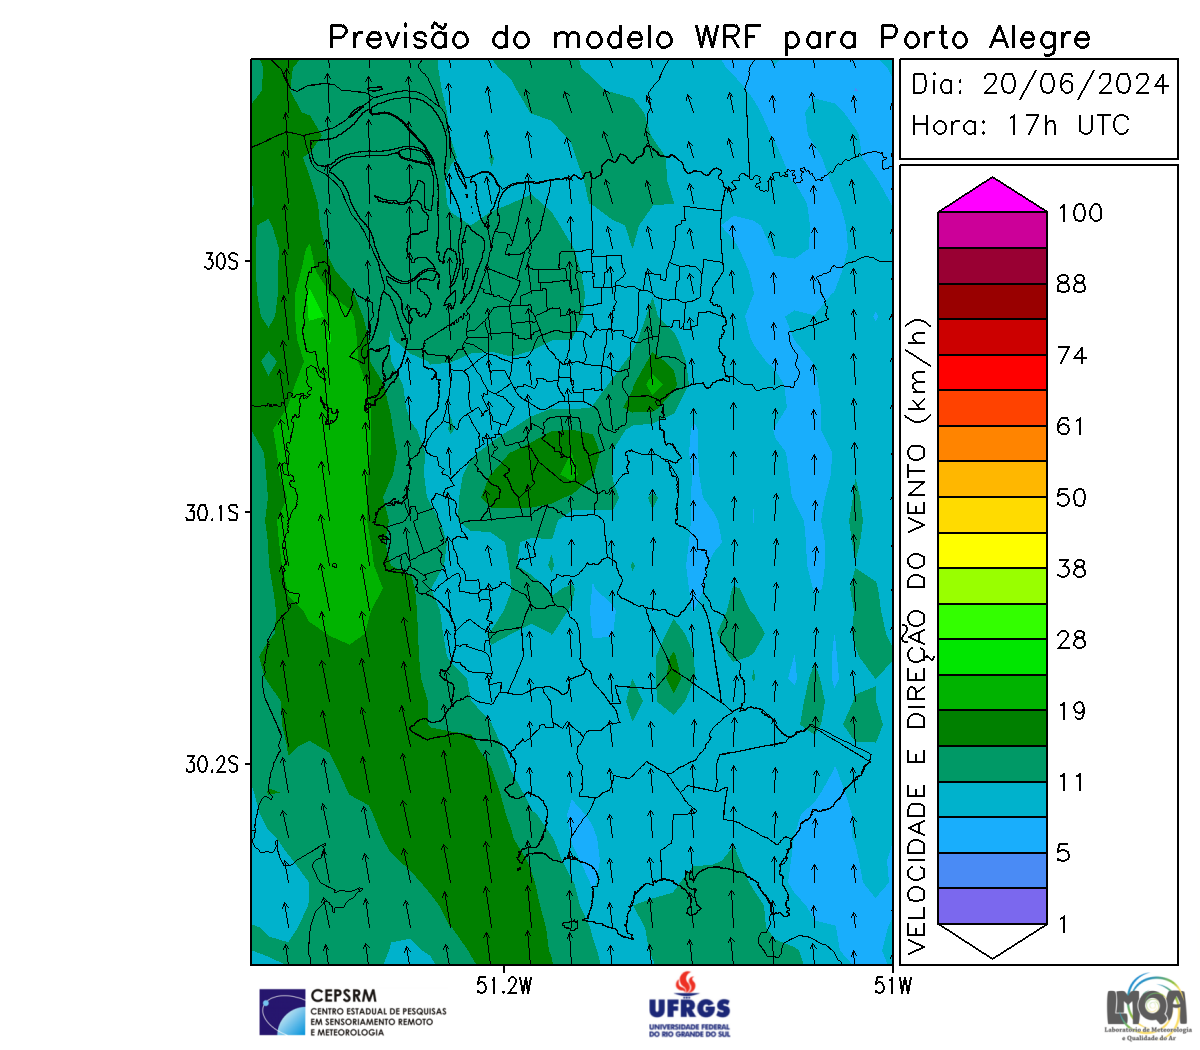 Previsão do modelo WRF para Porto Alegre
Dia: 20/06/2024
Hora: 17h UTC
30S
30.1S
30.2S
51.2W
51W
VELOCIDADE E DIREÇÃO DO VENTO (km/h)
100
88
74
61
50
38
28
19
11
5
1
CEPSRM
CENTRO ESTADUAL DE PESQUISAS
EM SENSORIAMENTO REMOTO
E METEOROLOGIA
UFRGS
UNIVERSIDADE FEDERAL
DO RIO GRANDE DO SUL
LMQA
Laboratório de Meteorologia
e Qualidade do Ar